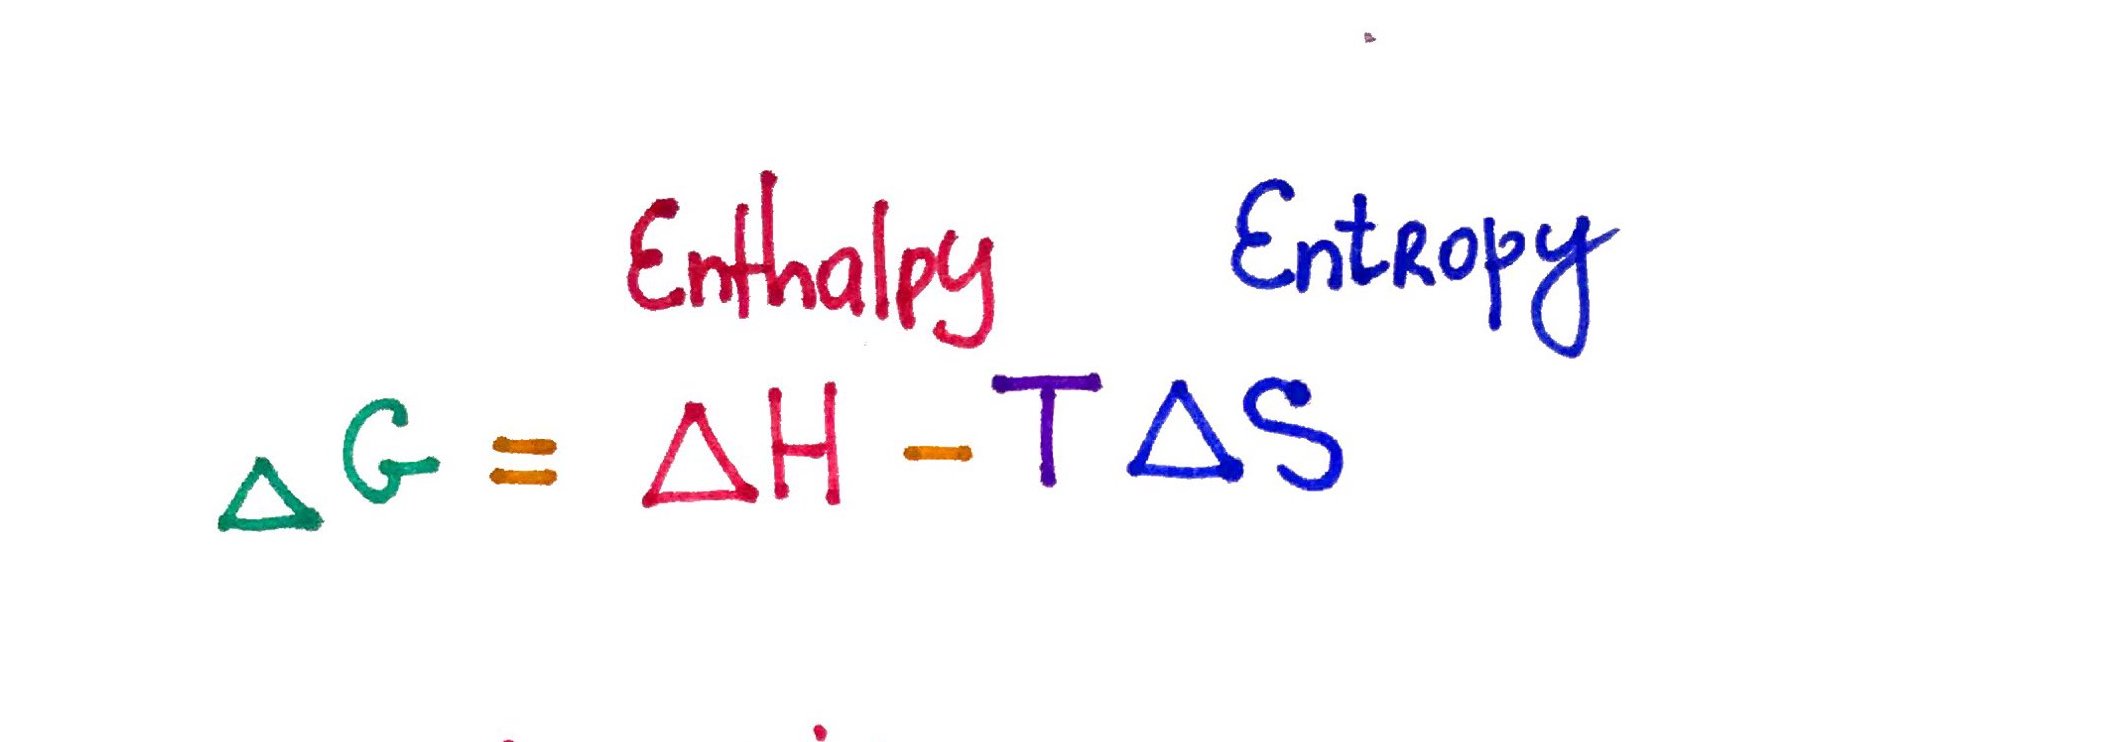 Enthalpy Entropy
ΔG = ΔH - TΔS